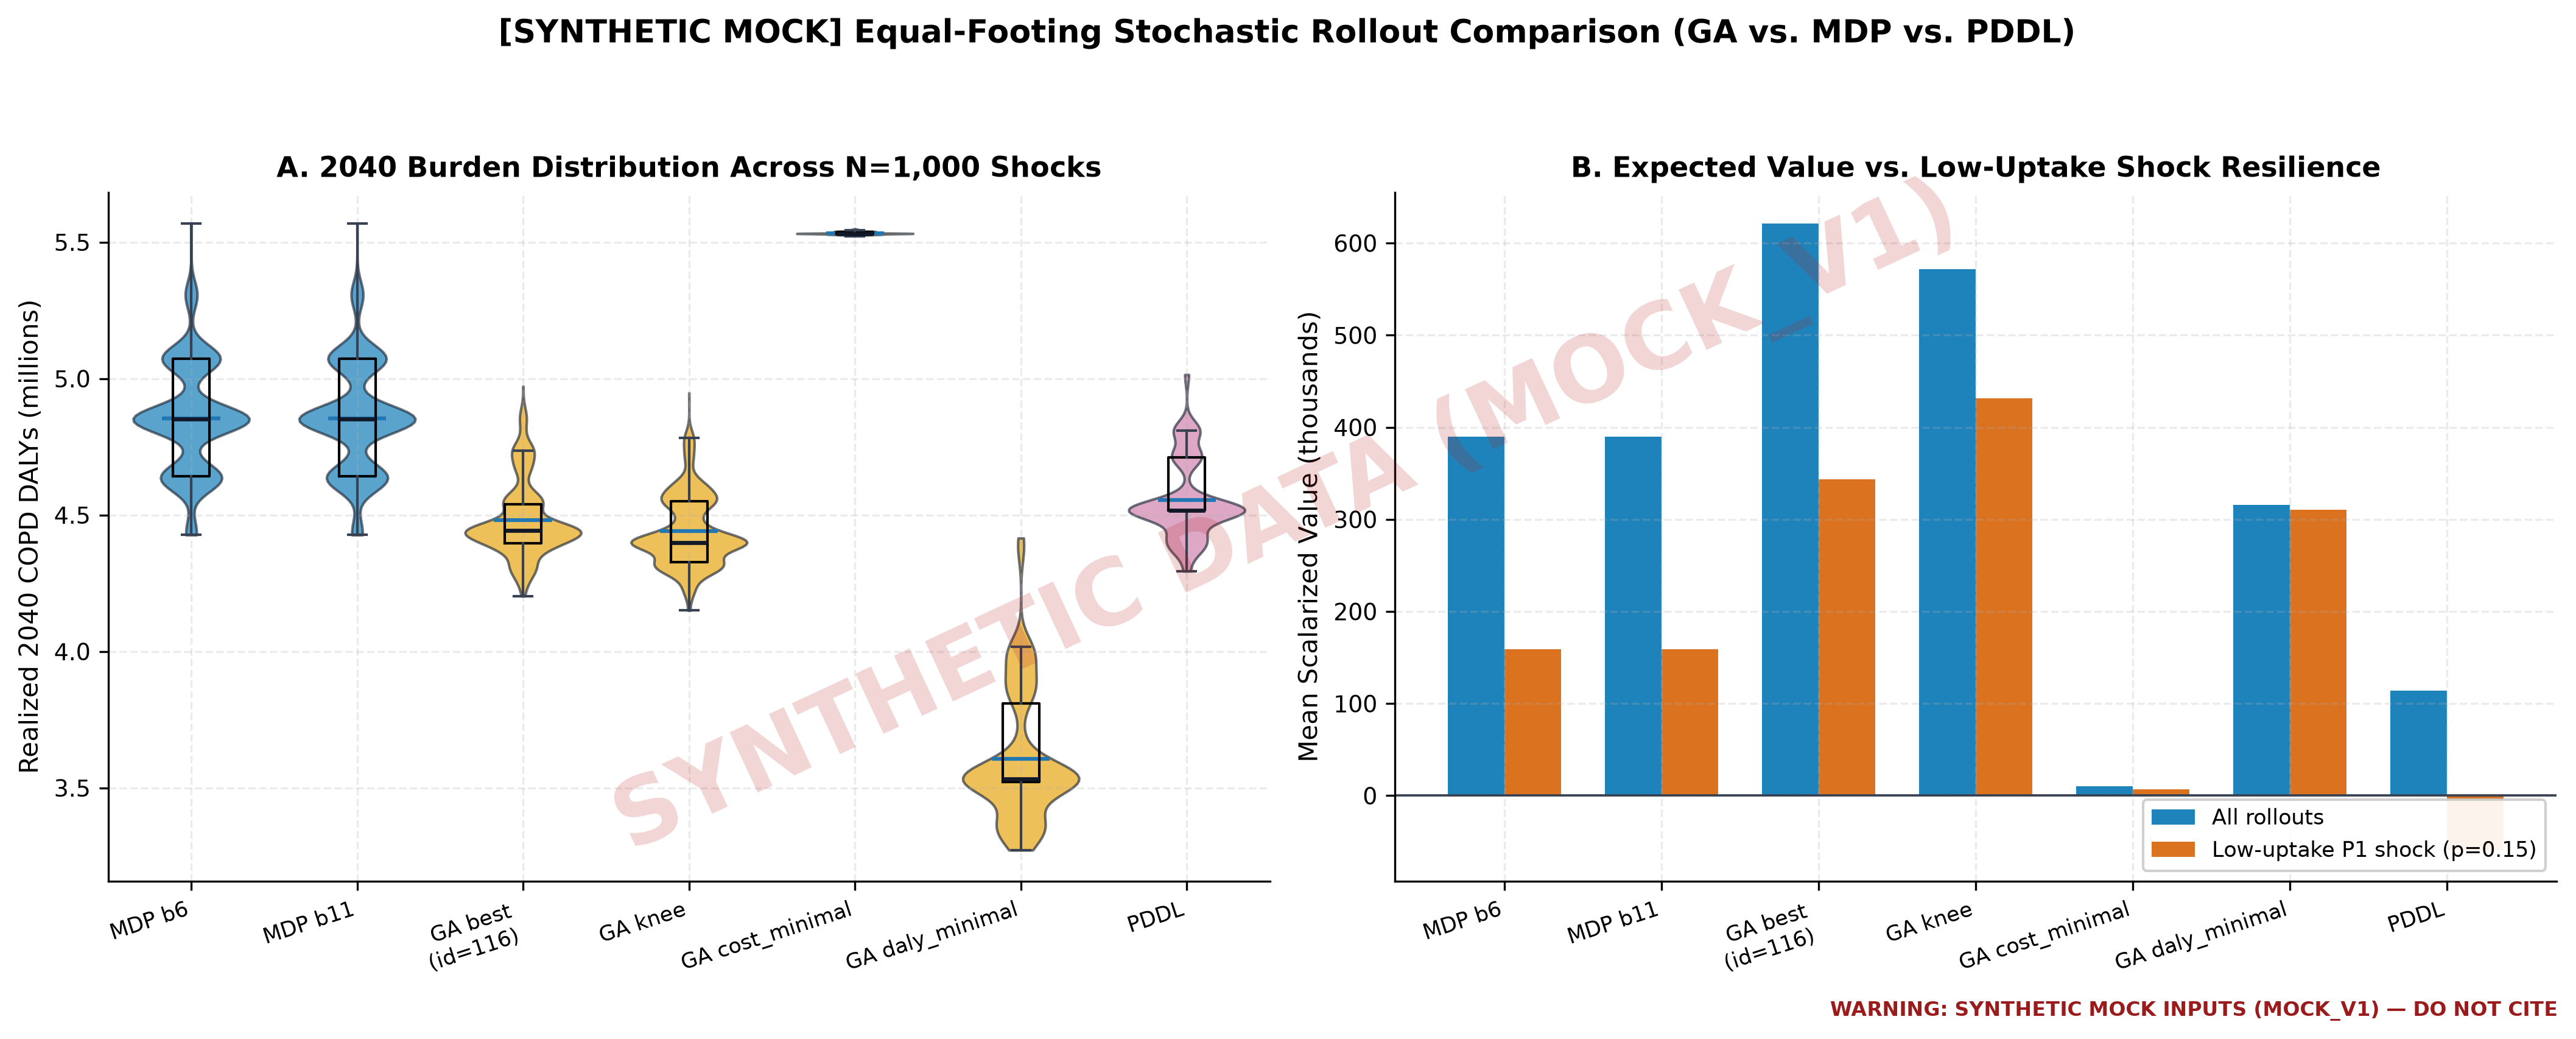 [SYNTHETIC MOCK] Equal-Footing Stochastic Rollout Comparison (GA vs. MDP vs. PDDL)
A. 2040 Burden Distribution Across N=1,000 Shocks
Realized 2040 COPD DALYs (millions)
5.5
5.0
4.5
4.0
3.5
MDP b6
MDP b11
GA best
(id=116)
GA knee
GA cost_minimal
GA daly_minimal
PDDL
B. Expected Value vs. Low-Uptake Shock Resilience
Mean Scalarized Value (thousands)
600
500
400
300
200
100
0
MDP b6
MDP b11
GA best
(id=116)
GA knee
GA cost_minimal
GA daly_minimal
PDDL
All rollouts
Low-uptake P1 shock (p=0.15)
SYNTHETIC DATA (MOCK_V1)
WARNING: SYNTHETIC MOCK INPUTS (MOCK_V1) — DO NOT CITE